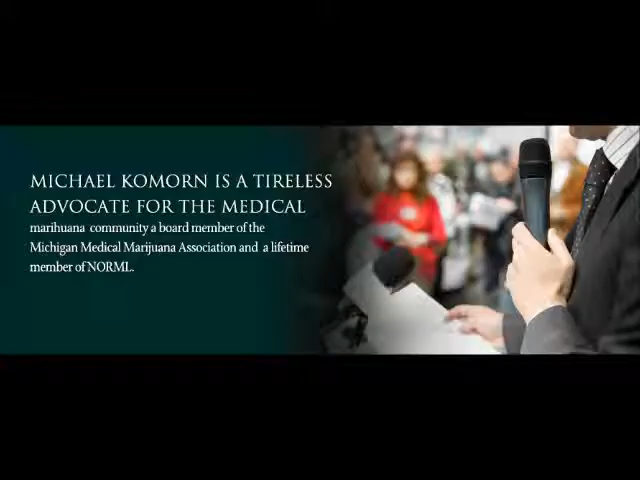 MICHAEL KOMORN IS A TIRELESS
ADVOCATE FOR THE MEDICAL
marihuana community a board member of the
Michigan Medical Marijuana Association and a lifetime
member of NORML.